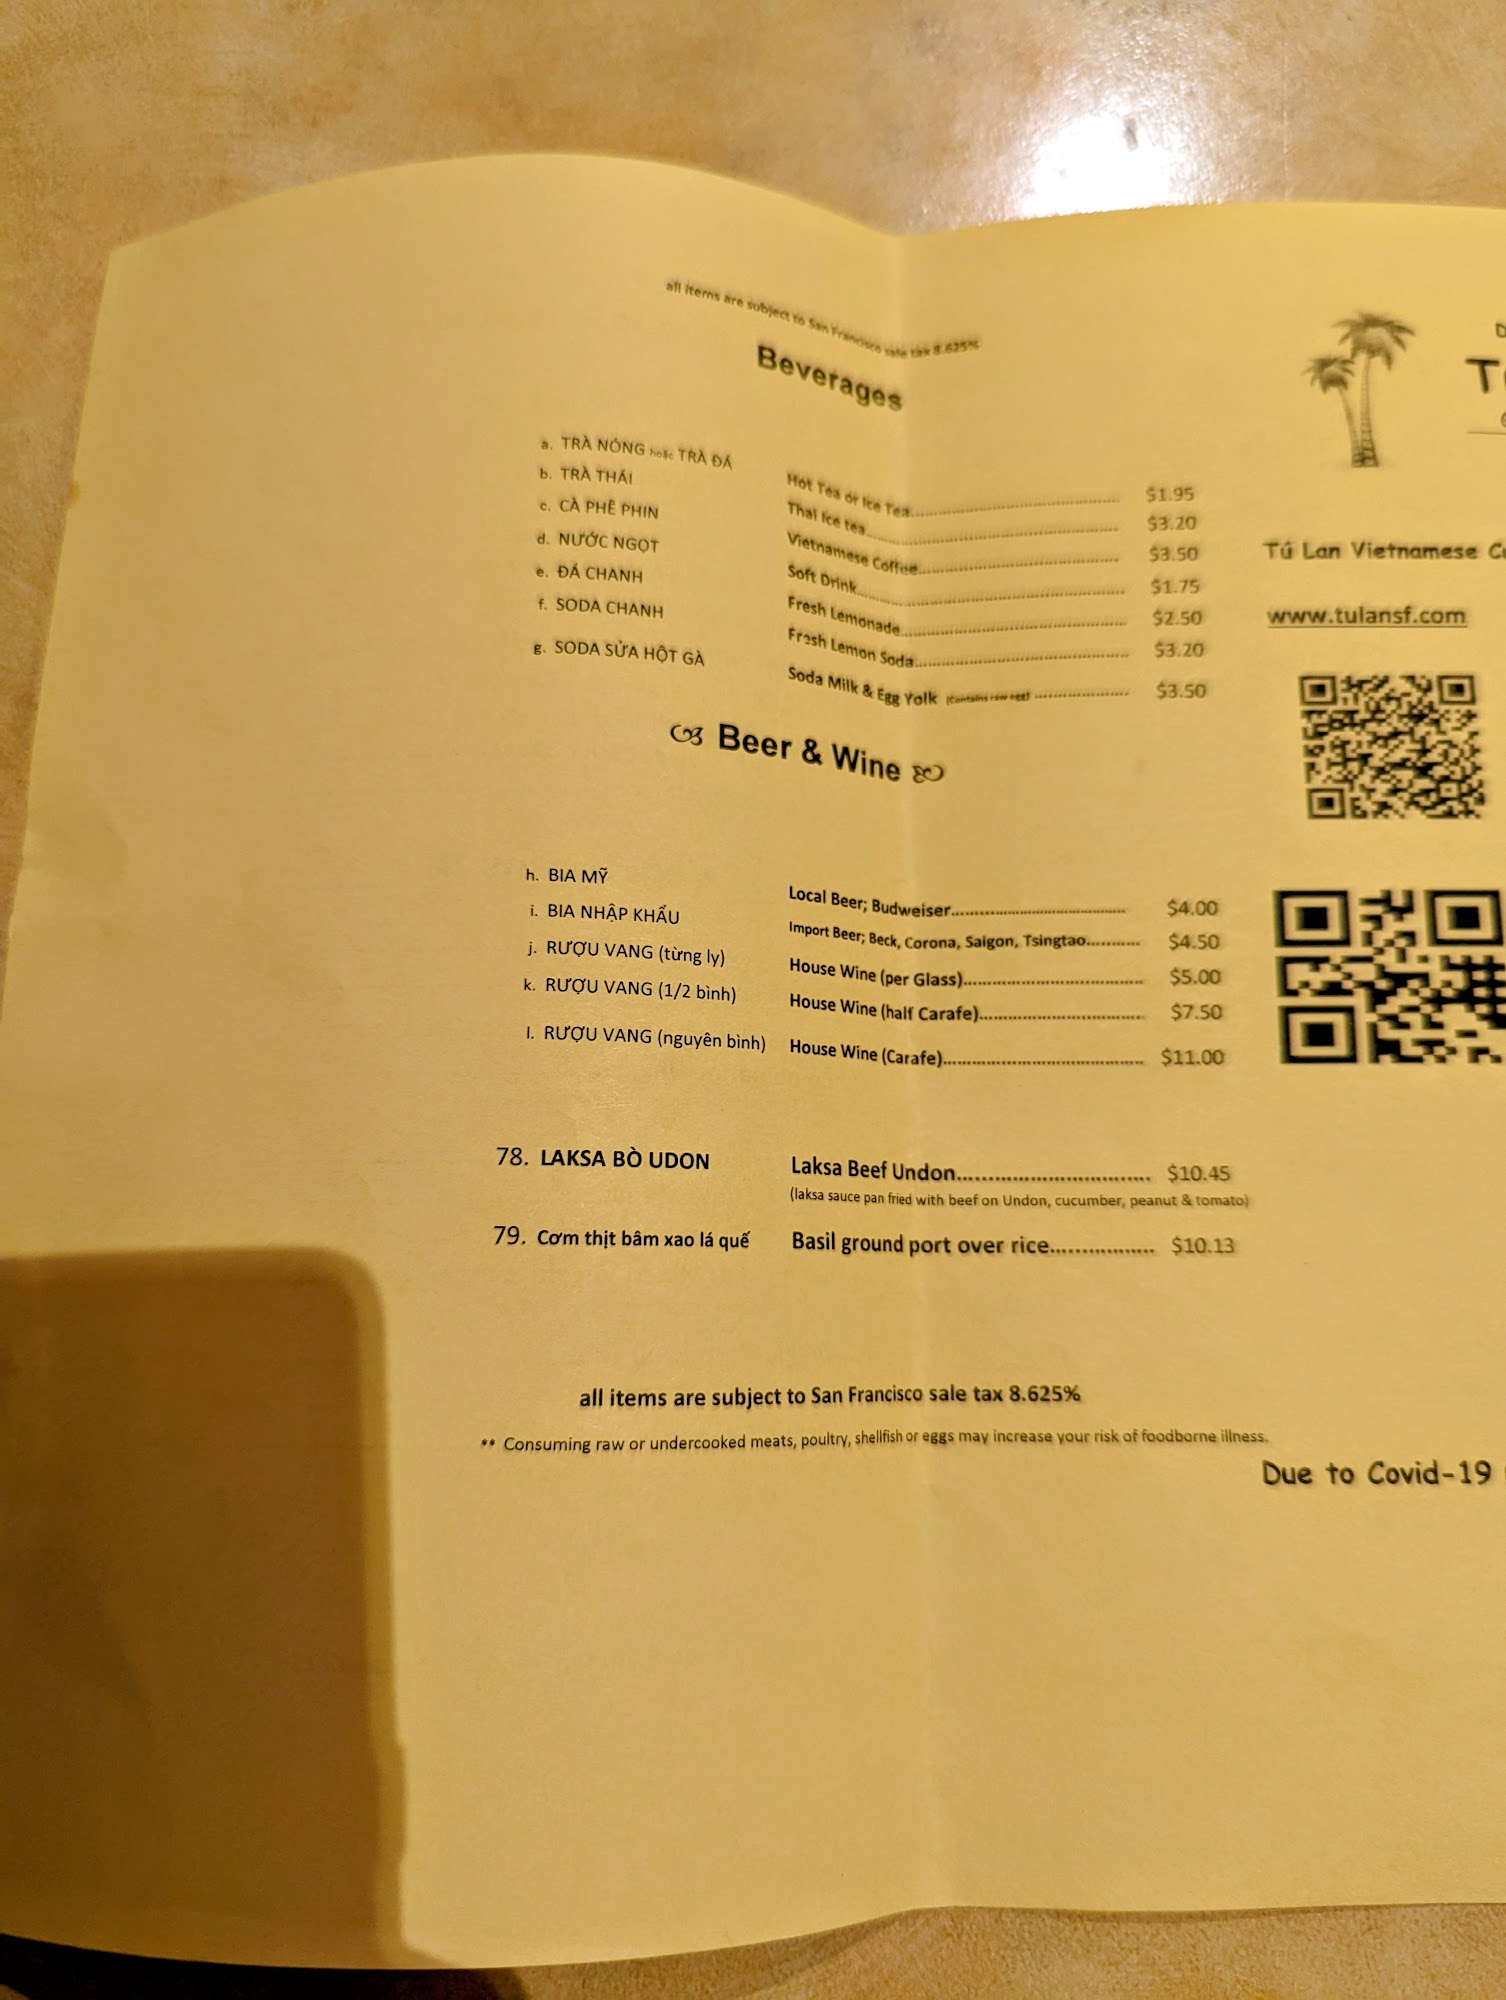 all items are subject to San Francisco sale tax 8.625%
Beverages
a. TRÀ NÓNG hoặc TRÀ ĐÁ Hot Tea or Ice Tea $1.95
b. TRÀ THÁI Thai Ice tea $3.20
c. CÀ PHÊ PHIN Vietnamese Coffee $3.50
d. NƯỚC NGỌT Soft Drink $1.75
e. ĐÁ CHANH Fresh Lemonade $2.50
f. SODA CHANH Fresh Lemon Soda $3.20
g. SODA SỬA HỘT GÀ Soda Milk & Egg Yolk (Contains raw egg) $3.50
Beer & Wine
h. BIA MỸ Local Beer; Budweiser $4.00
i. BIA NHẬP KHẨU Import Beer; Beck, Corona, Saigon, Tsingtao $4.50
j. RƯỢU VANG (từng ly) House Wine (per Glass) $5.00
k. RƯỢU VANG (1/2 bình) House Wine (half Carafe) $7.50
l. RƯỢU VANG (nguyên bình) House Wine (Carafe) $11.00
78. LAKSA BÒ UDON Laksa Beef Undon $10.45
(laksa sauce pan fried with beef on Undon, cucumber, peanut & tomato)
79. Cơm thịt bâm xao lá quế Basil ground port over rice $10.13
all items are subject to San Francisco sale tax 8.625%
** Consuming raw or undercooked meats, poultry, shellfish or eggs may increase your risk of foodborne illness.
Tú Lan Vietnamese
www.tulansf.com
Due to Covid-19